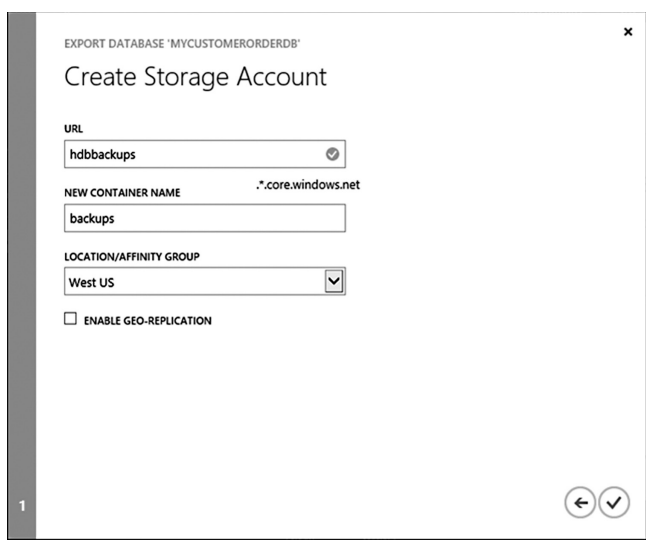 EXPORT DATABASE 'MYCUSTOMERORDERDB'
Create Storage Account
URL
hdbbackups
.*.core.windows.net
NEW CONTAINER NAME
backups
LOCATION/AFFINITY GROUP
West US
ENABLE GEO-REPLICATION
1